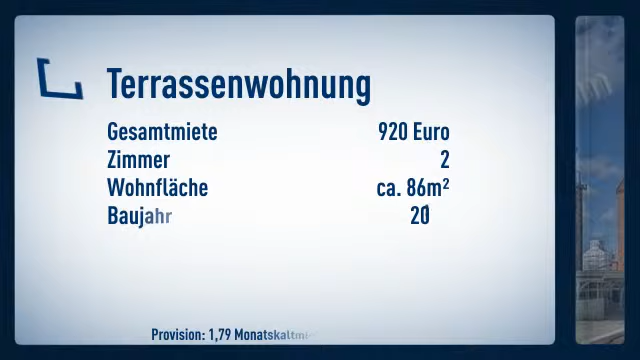 Terrassenwohnung
Gesamtmiete 920 Euro
Zimmer 2
Wohnfläche ca. 86m²
Baujahr 20
Provision: 1,79